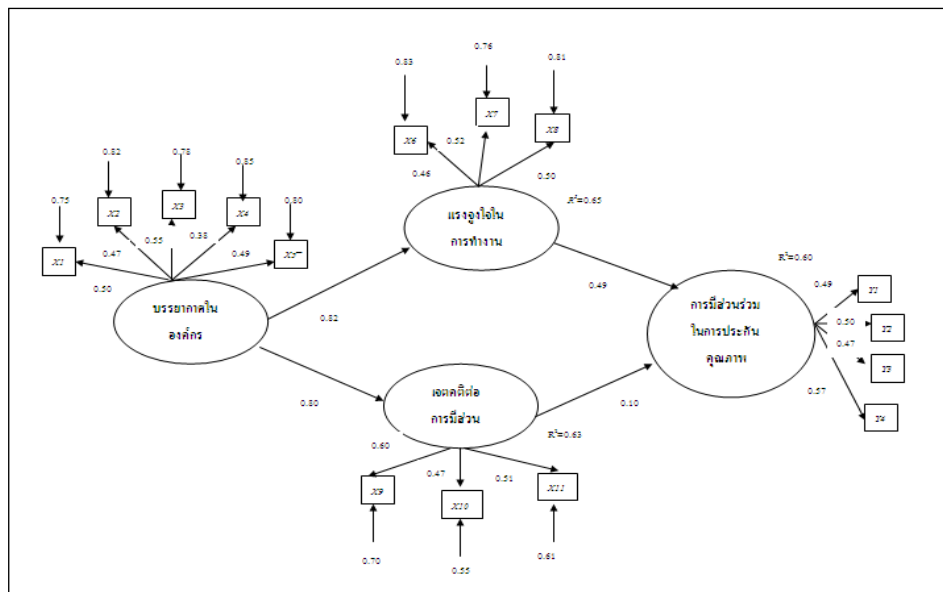 0.76
0.83
0.81
X7
X6
0.52
X8
0.78
0.82
0.85
0.46
0.50
0.75
X3
0.80
R²=0.65
X2
X4
แรงจูงใจใน
การทำงาน
0.55
0.38
X1
0.47
0.49
X5
R²=0.60
0.50
0.49
0.49
Y1
บรรยากาศใน
องค์กร
การมีส่วนร่วม
ในการประกัน
คุณภาพ
0.82
0.50
Y2
0.47
Y3
0.80
เจตคติต่อ
การมีส่วน
0.10
0.57
Y4
0.60
R²=0.63
0.47
0.51
X9
X10
X11
0.70
0.55
0.61